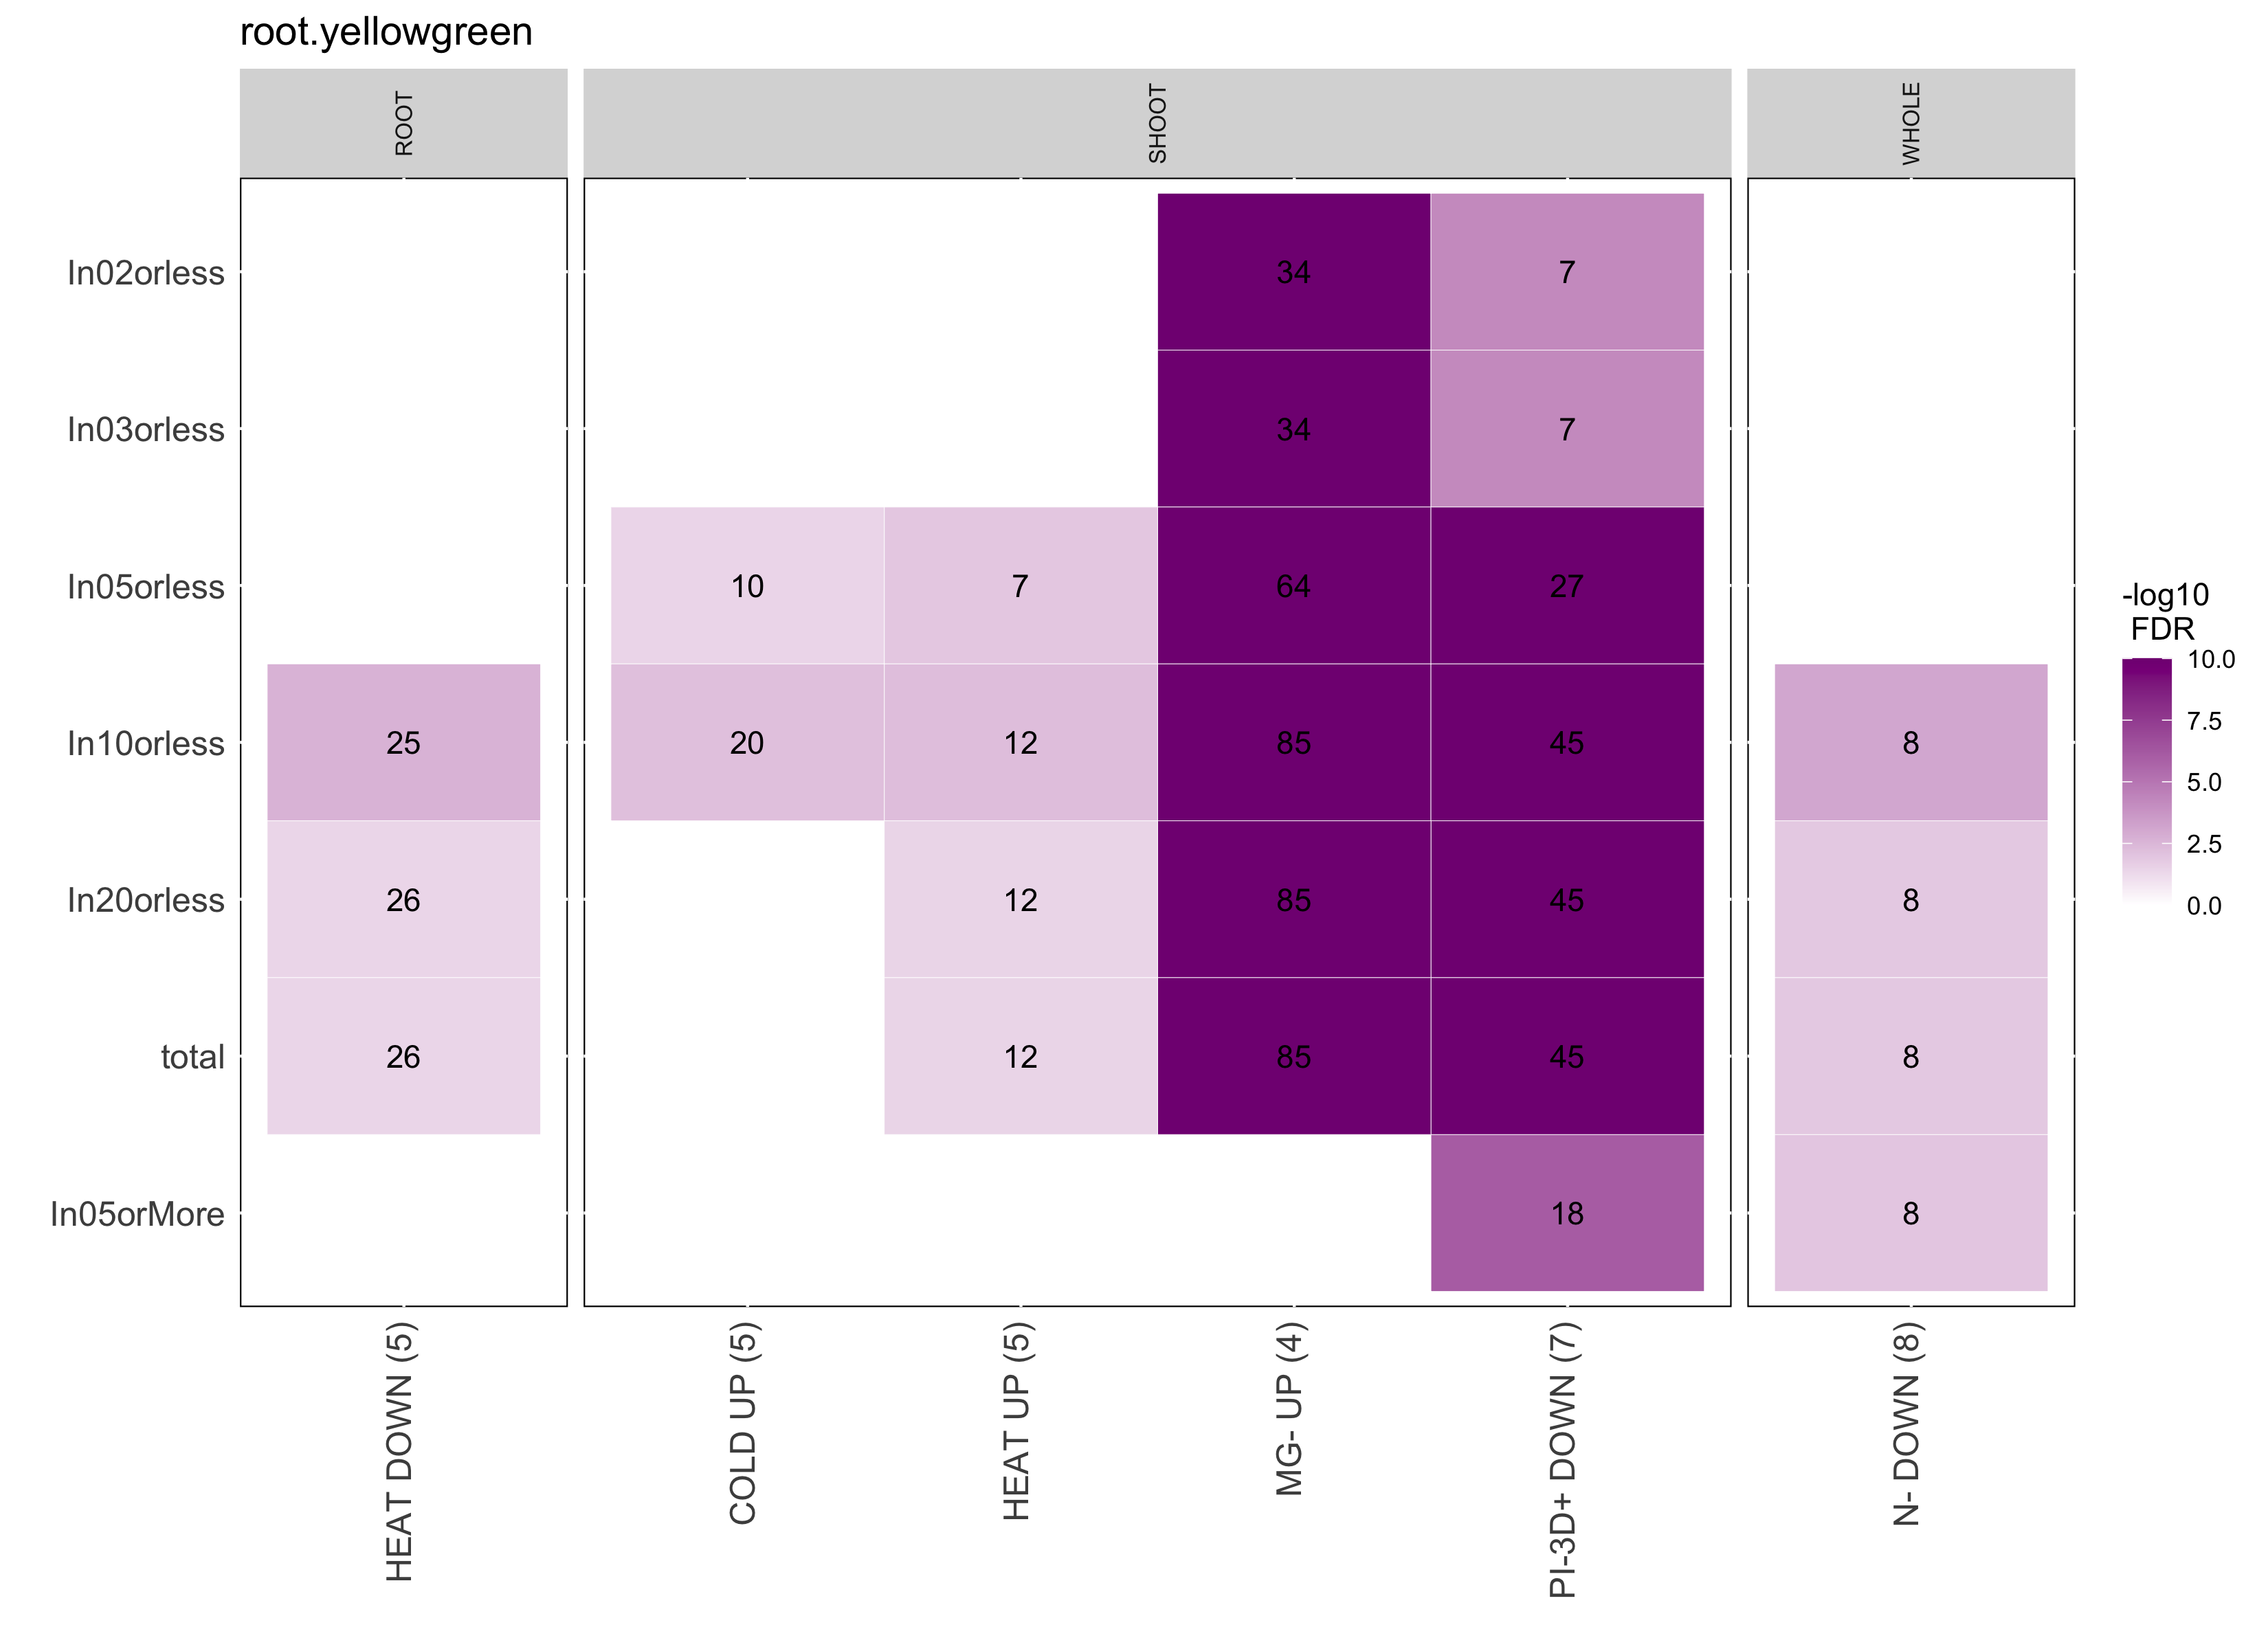 root.yellowgreen
ROOT
SHOOT
WHOLE
In02orless
34
7
In03orless
34
7
In05orless
10
7
64
27
In10orless
25
20
12
85
45
8
In20orless
26
12
85
45
8
total
26
12
85
45
8
In05orMore
18
8
HEAT DOWN (5)
COLD UP (5)
HEAT UP (5)
MG- UP (4)
PI-3D+ DOWN (7)
N- DOWN (8)
-log10
FDR
10.0
7.5
5.0
2.5
0.0